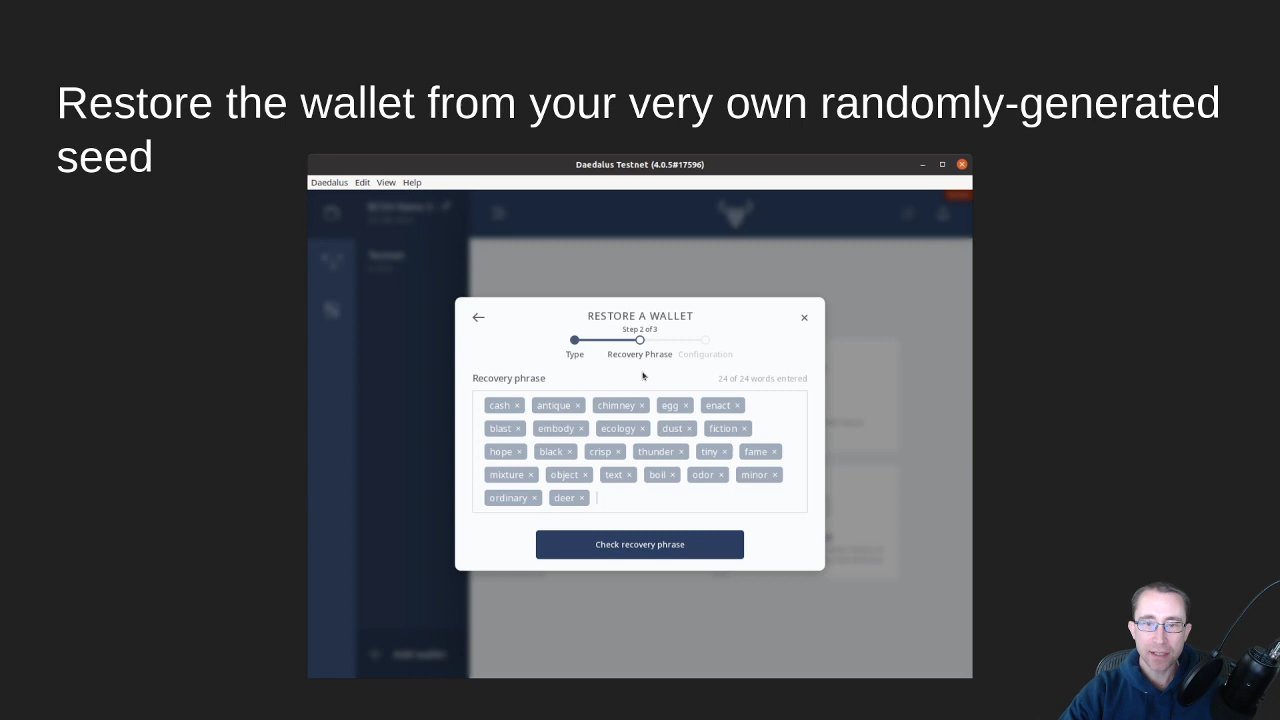 Restore the wallet from your very own randomly-generated
seed
Daedalus Testnet (4.0.5#17596)
Daedalus Edit View Help
RESTORE A WALLET
Step 2 of 3
Type Recovery Phrase Configuration
Recovery phrase 24 of 24 words entered
cash × antique × chimney × egg × enact ×
blast × embody × ecology × dust × fiction ×
hope × black × crisp × thunder × tiny × fame ×
mixture × object × text × boil × odor × minor ×
ordinary × deer ×
Check recovery phrase
Add wallet